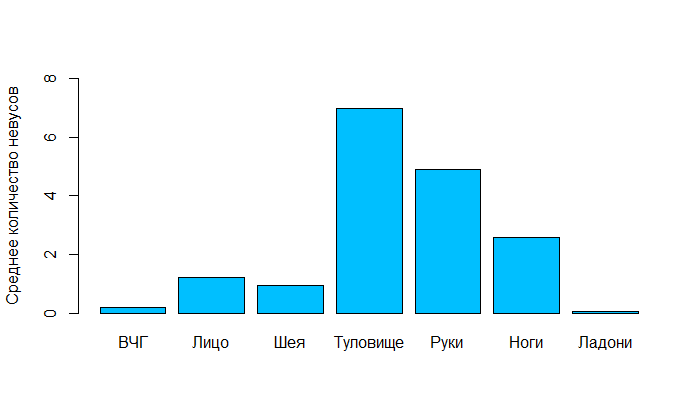 Среднее количество невусов
8
6
4
2
0
ВЧГ Лицо Шея Туловище Руки Ноги Ладони